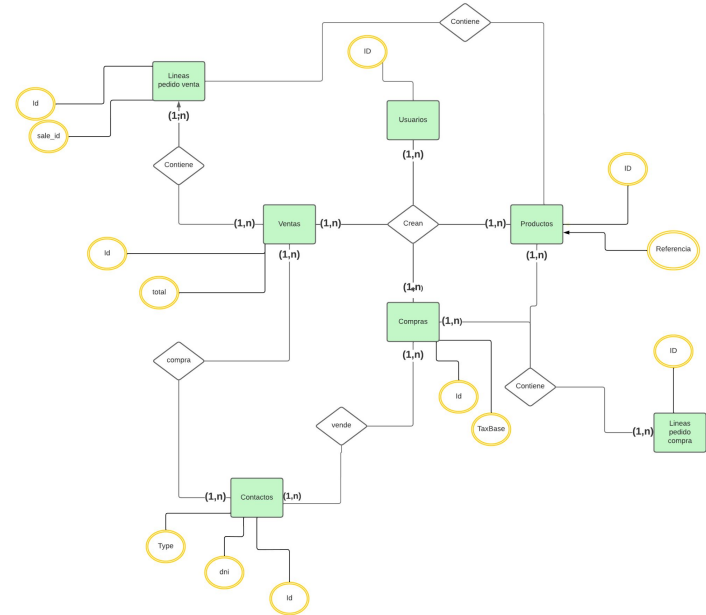 Contiene
ID
Lineas
pedido venta
Id
Usuarios
(1,n)
sale_id
(1,n)
Contiene
ID
(1,n)
Ventas
(1,n)
Crean
(1,n)
Productos
Referencia
Id
(1,n)
(1,n)
total
(1,n)
Compras
(1,n)
ID
compra
(1,n)
Contiene
Id
vende
TaxBase
(1,n)
Lineas
pedido
compra
(1,n)
Contactos
(1,n)
Type
dni
Id